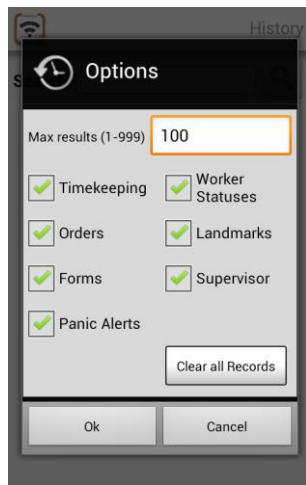 History
Options
Max results (1-999) 100
Timekeeping Worker
Statuses
Orders Landmarks
Forms Supervisor
Panic Alerts
Clear all Records
Ok Cancel